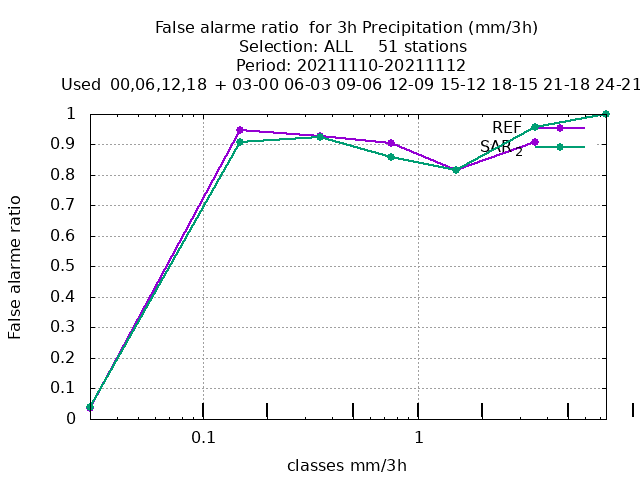 False alarme ratio  for 3h Precipitation (mm/3h)
Selection: ALL     51 stations
Period: 20211110-20211112
Used  00,06,12,18  + 03-00 06-03 09-06 12-09 15-12 18-15 21-18 24-21
1
REF
0.9
SAR 2
0.8
0.7
0.6
0.5
0.4
0.3
0.2
0.1
0
False alarme ratio
0.1
1
classes mm/3h